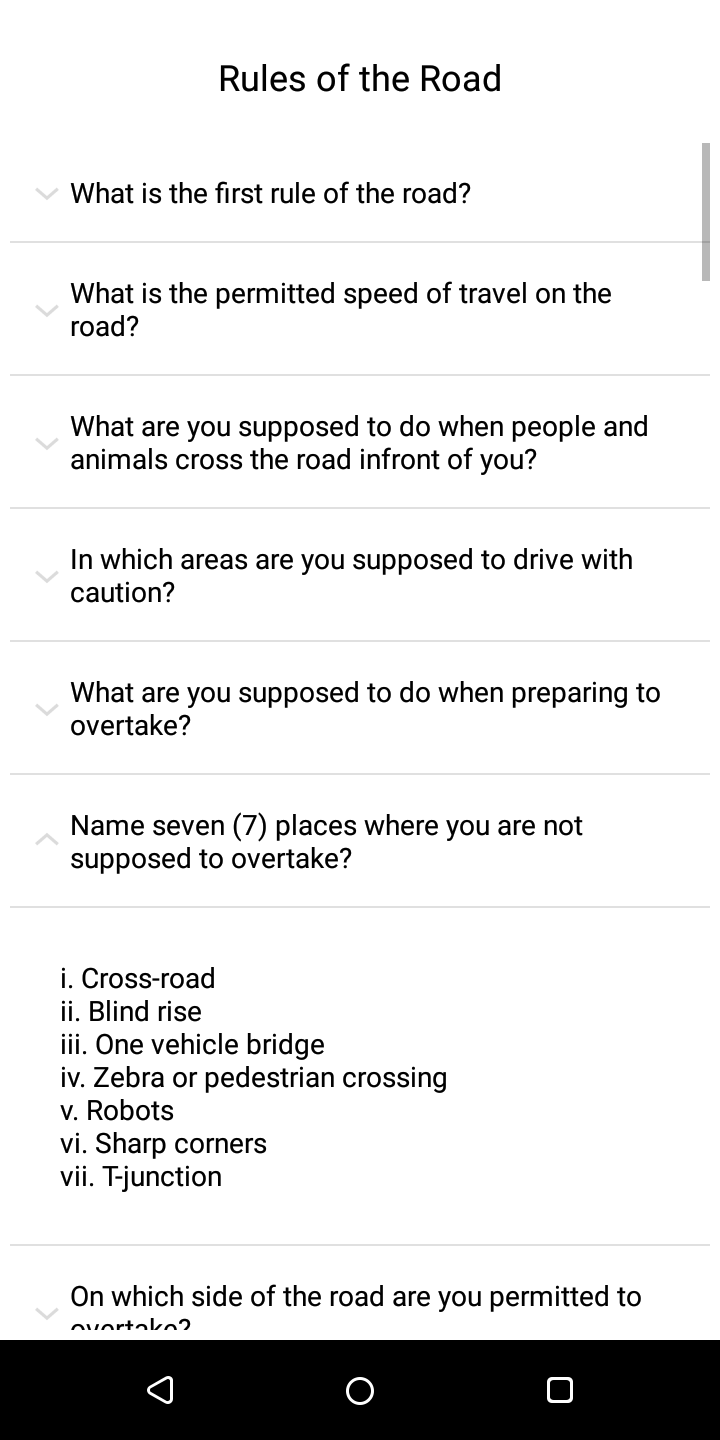 Rules of the Road
What is the first rule of the road?
What is the permitted speed of travel on the
road?
What are you supposed to do when people and
animals cross the road infront of you?
In which areas are you supposed to drive with
caution?
What are you supposed to do when preparing to
overtake?
Name seven (7) places where you are not
supposed to overtake?
i. Cross-road
ii. Blind rise
iii. One vehicle bridge
iv. Zebra or pedestrian crossing
v. Robots
vi. Sharp corners
vii. T-junction
On which side of the road are you permitted to
overtake?